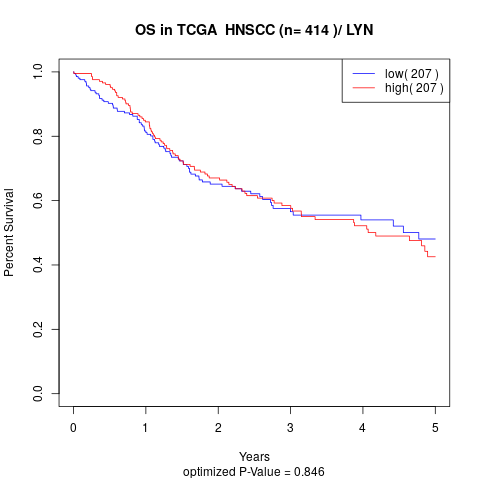 OS in TCGA  HNSCC (n= 414 )/ LYN
low( 207 )
high( 207 )
Percent Survival
1.0
0.8
0.6
0.4
0.2
0.0
0 1 2 3 4 5
Years
optimized P-Value = 0.846